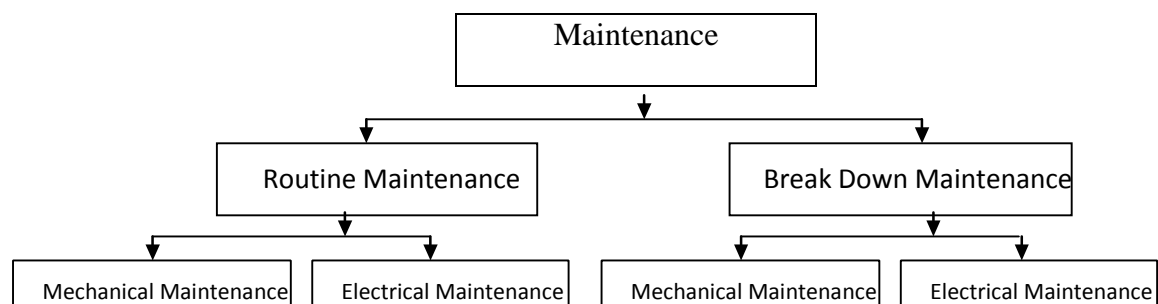 Maintenance
Routine Maintenance
Break Down Maintenance
Mechanical Maintenance
Electrical Maintenance
Mechanical Maintenance
Electrical Maintenance